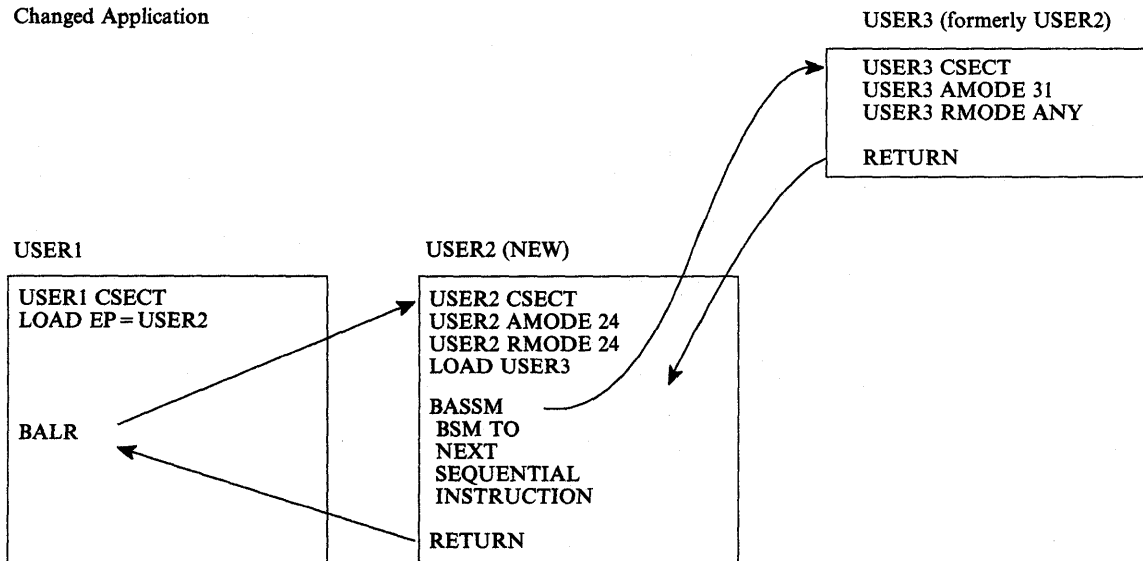 Changed Application
USER3 (formerly USER2)
USER3 CSECT
USER3 AMODE 31
USER3 RMODE ANY
RETURN
USER1
USER1 CSECT
LOAD EP=USER2
BALR
USER2 (NEW)
USER2 CSECT
USER2 AMODE 24
USER2 RMODE 24
LOAD USER3
BASSM
BSM TO
NEXT
SEQUENTIAL
INSTRUCTION
RETURN